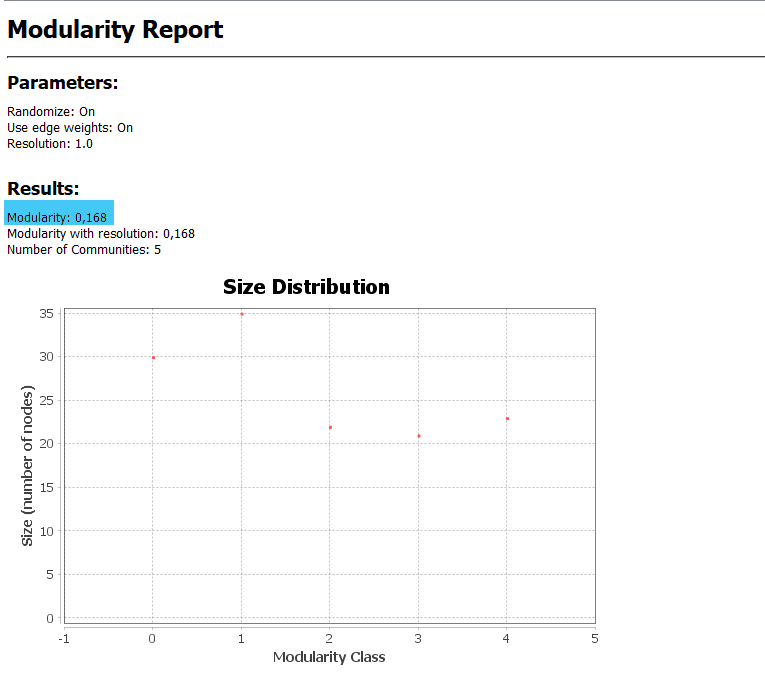 Modularity Report
Parameters:
Randomize: On
Use edge weights: On
Resolution: 1.0
Results:
Modularity: 0,168
Modularity with resolution: 0,168
Number of Communities: 5
Size Distribution
Size (number of nodes)
35
30
25
20
15
10
5
0
-1 0 1 2 3 4 5
Modularity Class